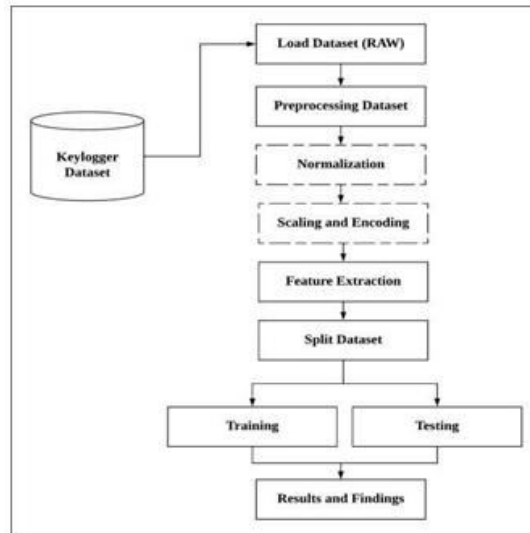 Load Dataset (RAW)
Preprocessing Dataset
Keylogger
Dataset
Normalization
Scaling and Encoding
Feature Extraction
Split Dataset
Training
Testing
Results and Findings